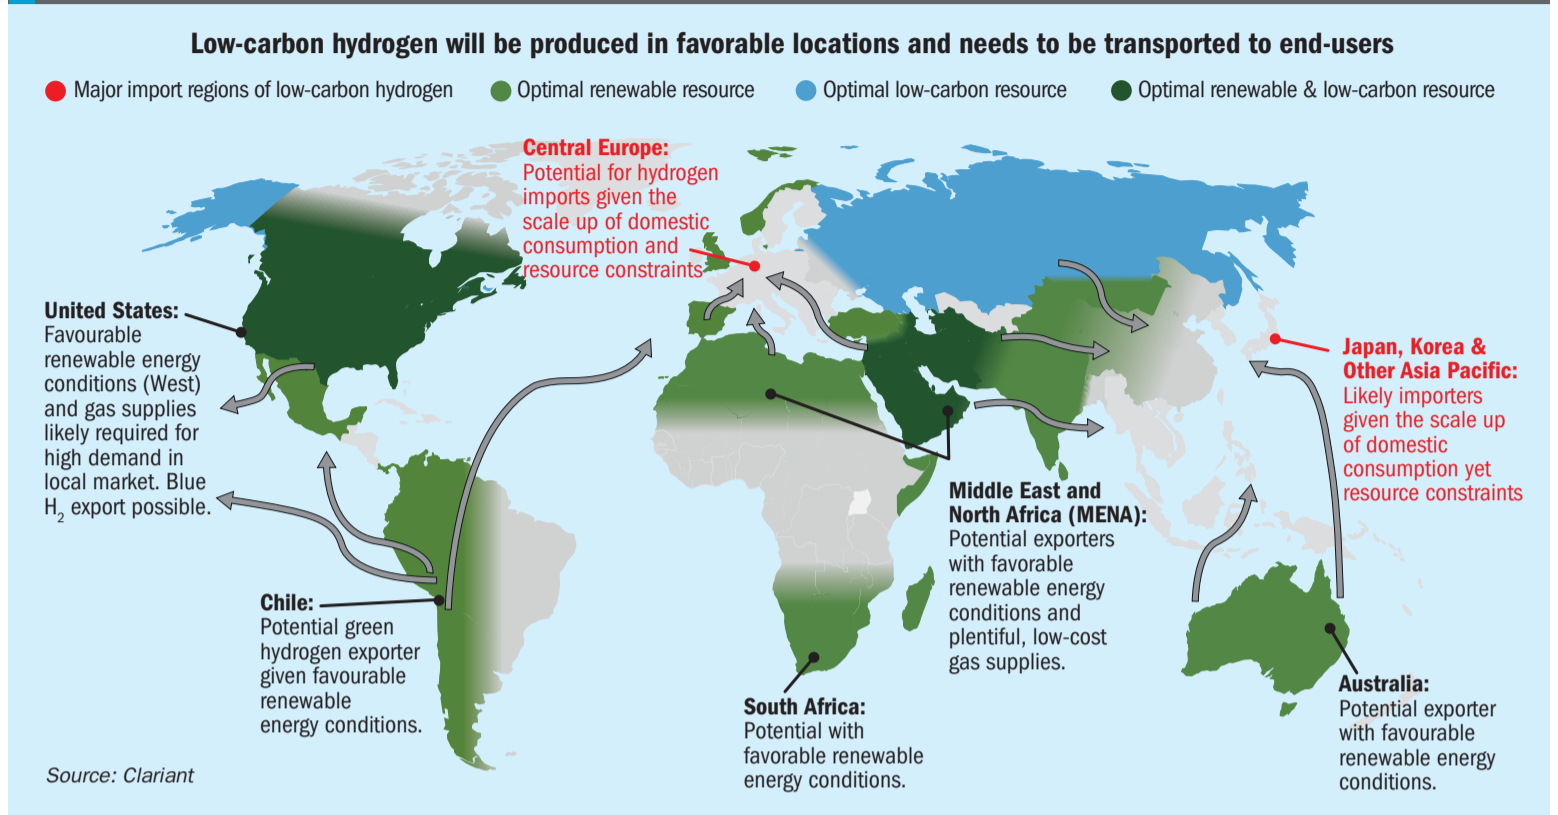 Low-carbon hydrogen will be produced in favorable locations and needs to be transported to end-users
Major import regions of low-carbon hydrogen
Optimal renewable resource
Optimal low-carbon resource
Optimal renewable & low-carbon resource
Central Europe:
Potential for hydrogen
imports given the
scale up of domestic
consumption and
resource constraints
United States:
Favourable
renewable energy
conditions (West)
and gas supplies
likely required for
high demand in
local market. Blue
H₂ export possible.
Japan, Korea &
Other Asia Pacific:
Likely importers
given the scale up
of domestic
consumption yet
resource constraints
Middle East and
North Africa (MENA):
Potential exporters
with favorable
renewable energy
conditions and
plentiful, low-cost
gas supplies.
Chile:
Potential green
hydrogen exporter
given favourable
renewable
energy conditions.
South Africa:
Potential with
favorable renewable
energy conditions.
Australia:
Potential exporter
with favourable
renewable energy
conditions.
Source: Clariant